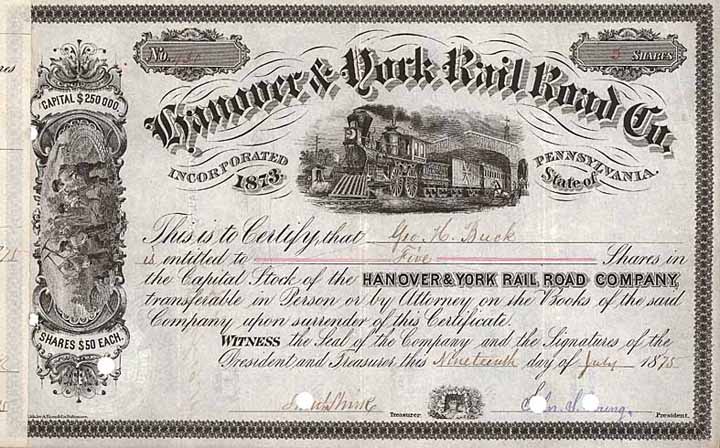 No.
5 SHARES
Hanover & York Rail Road Co.
CAPITAL $250 000.
INCORPORATED
1873.
State of
PENNSYLVANIA.
This is to Certify, that Geo. H. Buck
is entitled to Five Shares in
the Capital Stock of the HANOVER & YORK RAIL ROAD COMPANY,
transferable in Person or by Attorney on the Books of the said
Company upon surrender of this Certificate.
WITNESS the Seal of the Company and the Signatures of the
President and Treasurer, this Nineteenth day of July 1875
SHARES $50 EACH.
Treasurer.
President.